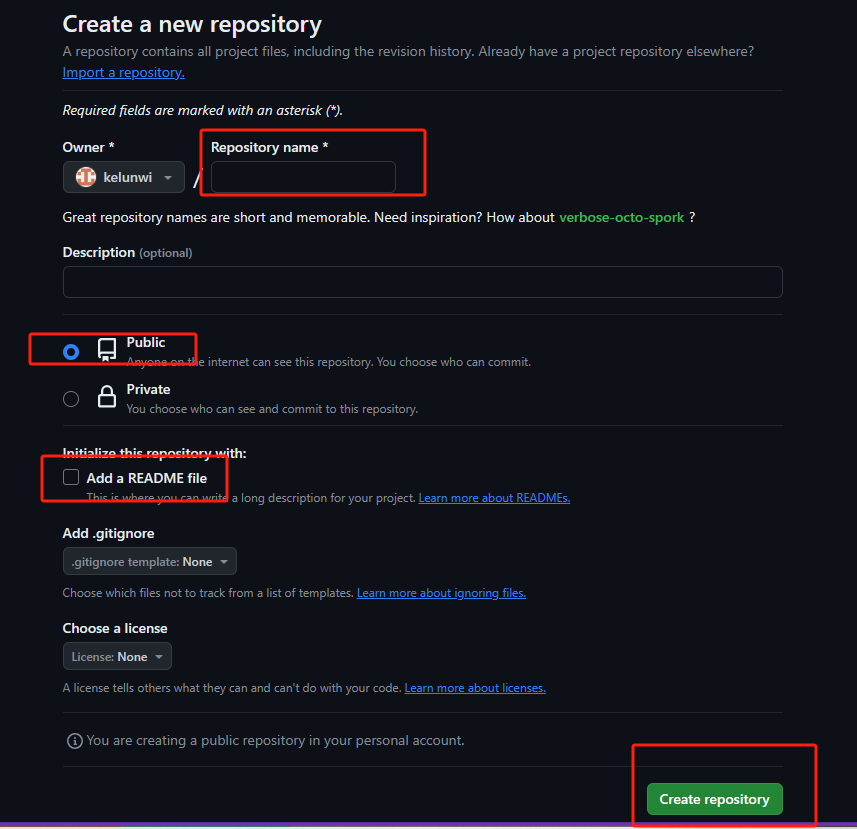 Create a new repository
A repository contains all project files, including the revision history. Already have a project repository elsewhere?
Import a repository.
Required fields are marked with an asterisk (*).
Owner * Repository name *
kelunwi /
Great repository names are short and memorable. Need inspiration? How about verbose-octo-spork ?
Description (optional)
Public
Anyone on the internet can see this repository. You choose who can commit.
Private
You choose who can see and commit to this repository.
Initialize this repository with:
Add a README file
This is where you can write a long description for your project. Learn more about READMEs.
Add .gitignore
.gitignore template: None
Choose which files not to track from a list of templates. Learn more about ignoring files.
Choose a license
License: None
A license tells others what they can and can't do with your code. Learn more about licenses.
You are creating a public repository in your personal account.
Create repository